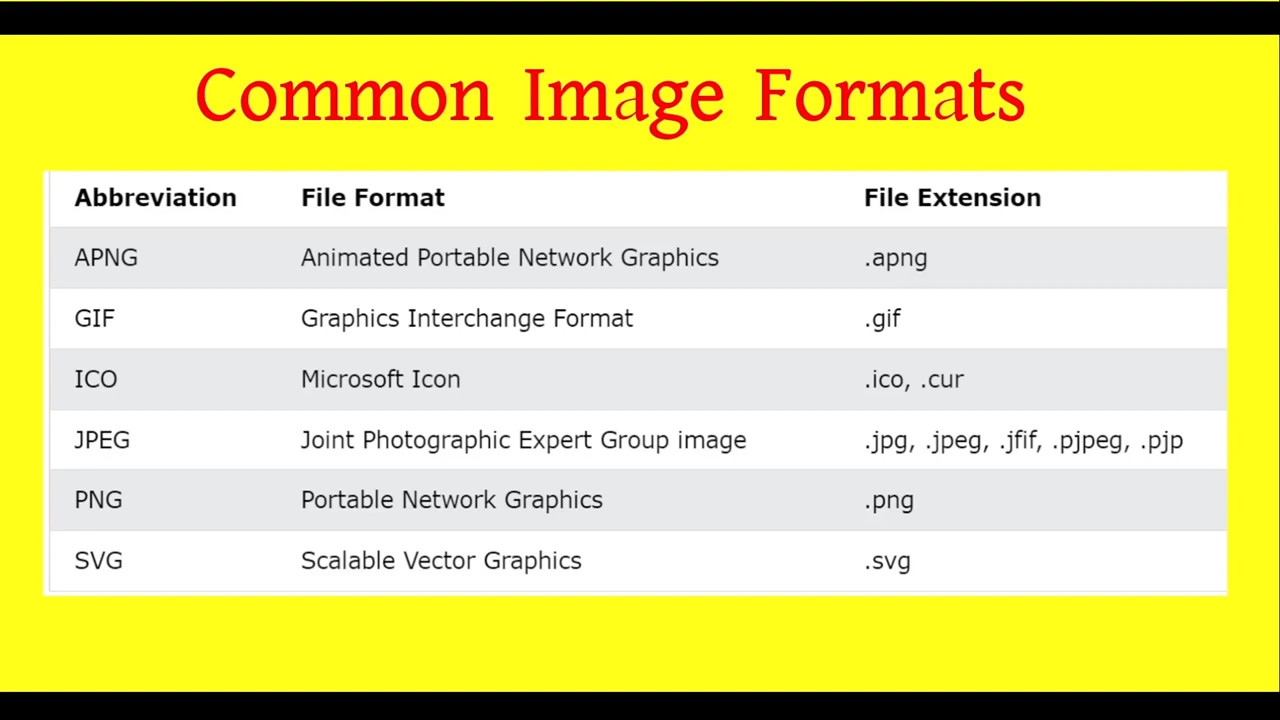 Common Image Formats
Abbreviation File Format File Extension
APNG Animated Portable Network Graphics .apng
GIF Graphics Interchange Format .gif
ICO Microsoft Icon .ico, .cur
JPEG Joint Photographic Expert Group image .jpg, .jpeg, .jfif, .pjpeg, .pjp
PNG Portable Network Graphics .png
SVG Scalable Vector Graphics .svg